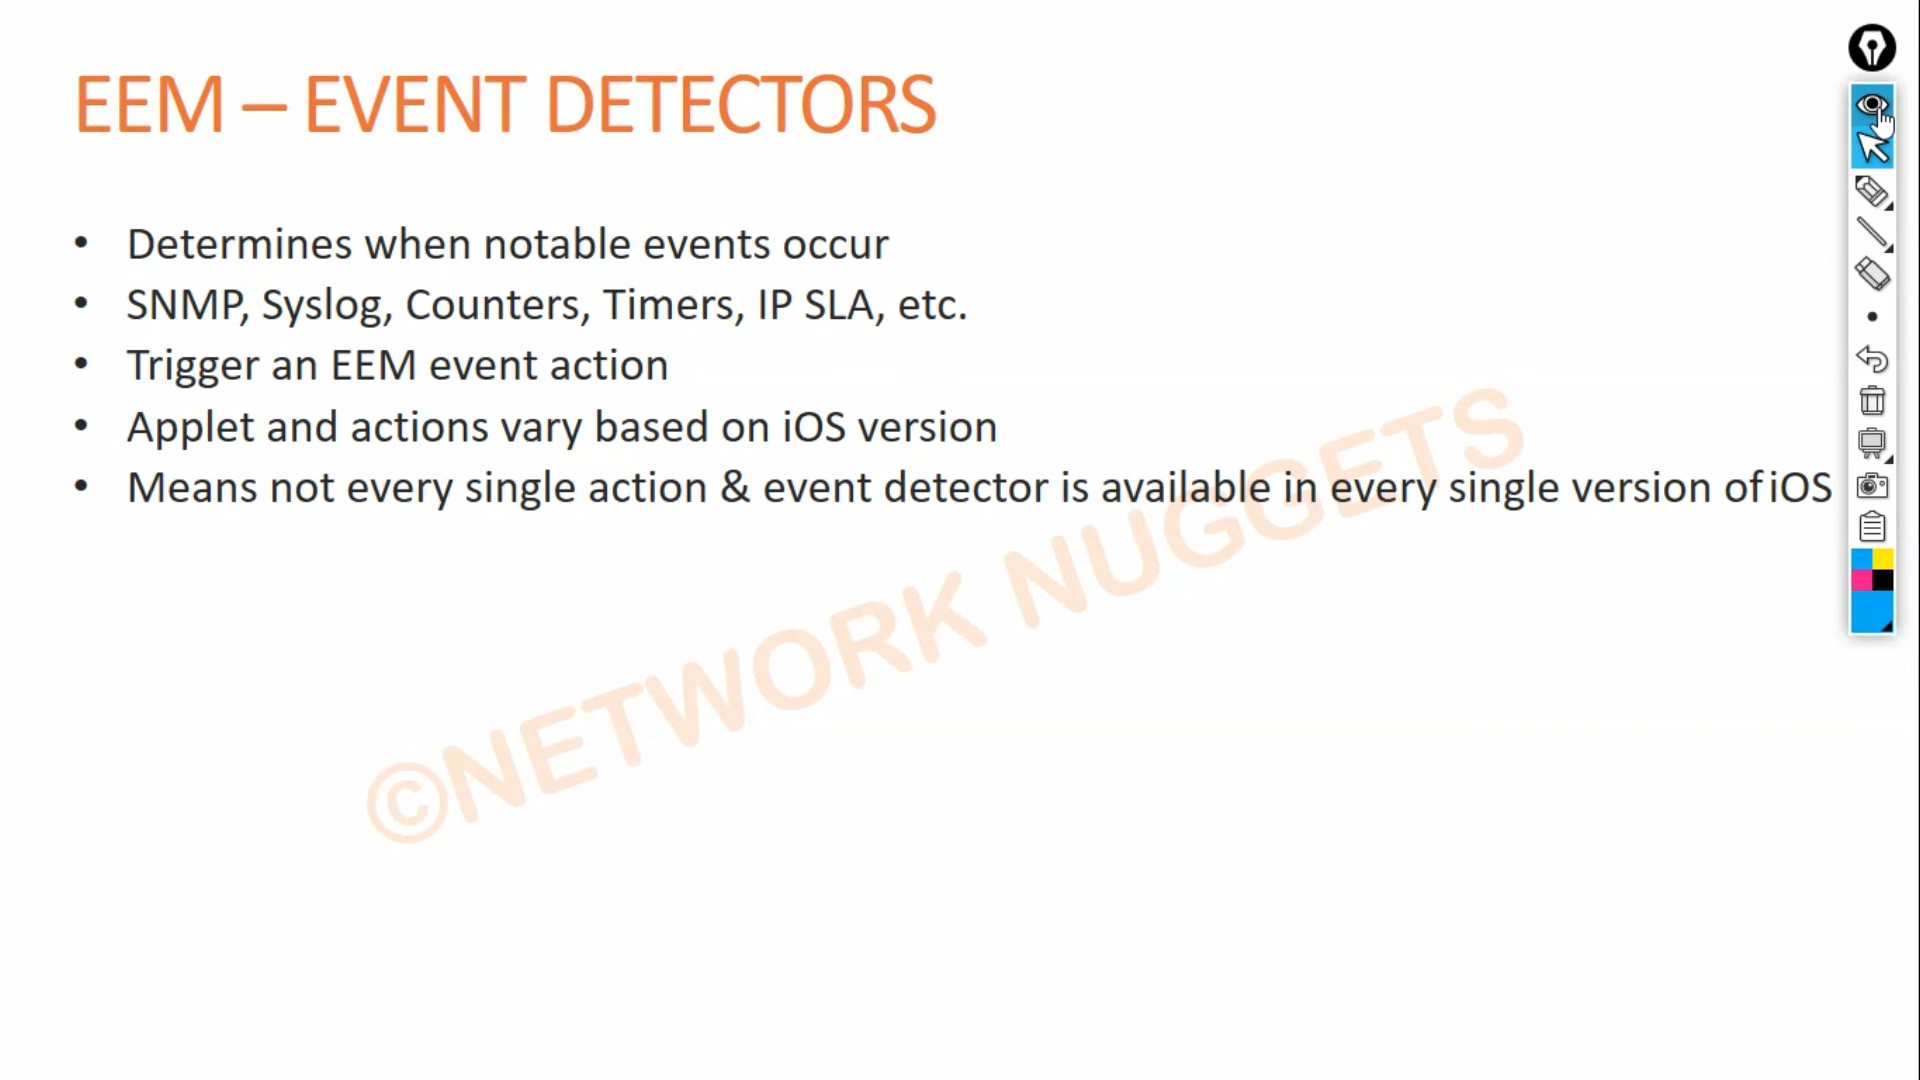 EEM – EVENT DETECTORS
• Determines when notable events occur
• SNMP, Syslog, Counters, Timers, IP SLA, etc.
• Trigger an EEM event action
• Applet and actions vary based on iOS version
• Means not every single action & event detector is available in every single version of iOS
©NETWORK NUGGETS